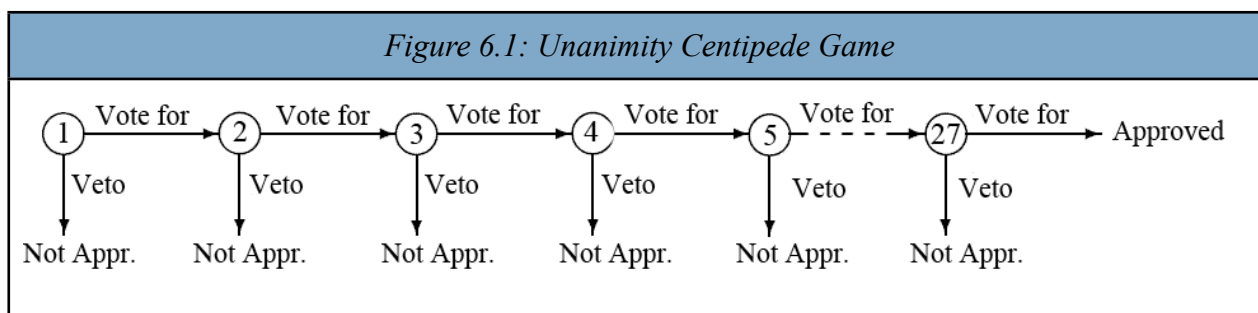 Figure 6.1: Unanimity Centipede Game
1 Vote for 2 Vote for 3 Vote for 4 Vote for 5 Vote for 27 Vote for Approved
Veto Veto Veto Veto Veto Veto
Not Appr. Not Appr. Not Appr. Not Appr. Not Appr. Not Appr.